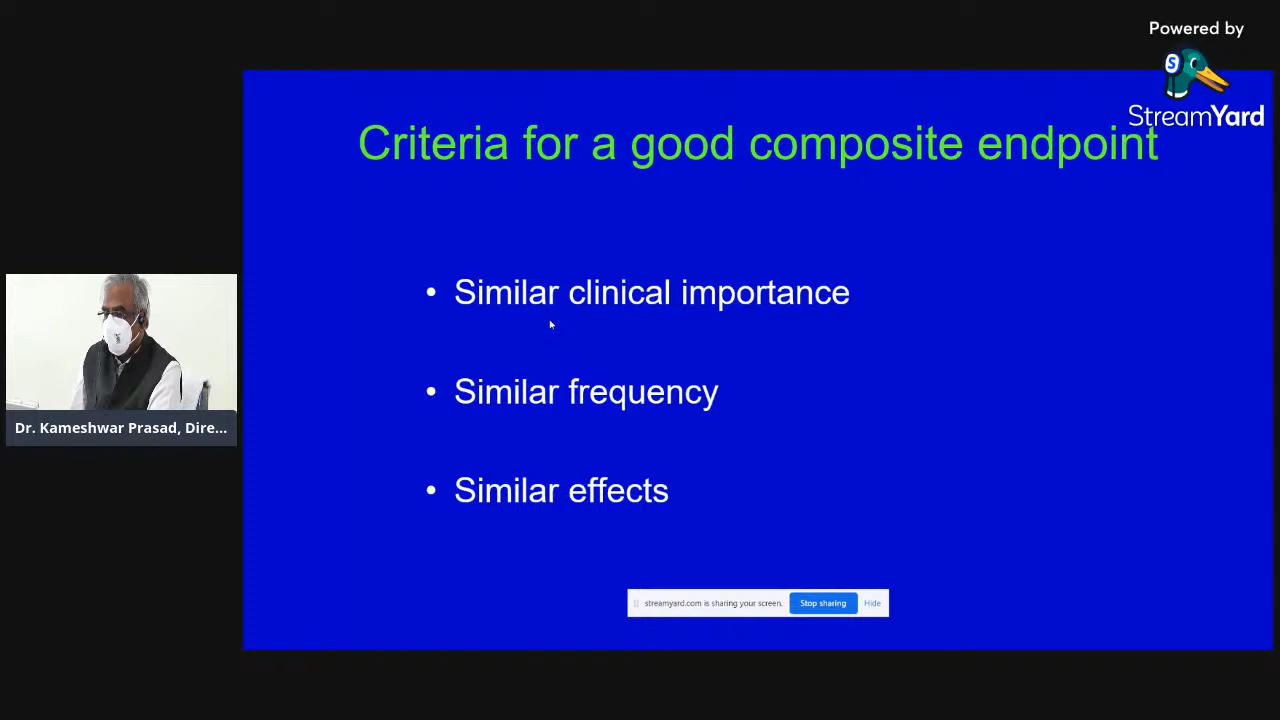 Powered by
StreamYard
Criteria for a good composite endpoint
• Similar clinical importance
• Similar frequency
• Similar effects
Dr. Kameshwar Prasad, Dire...
streamyard.com is sharing your screen. Stop sharing Hide